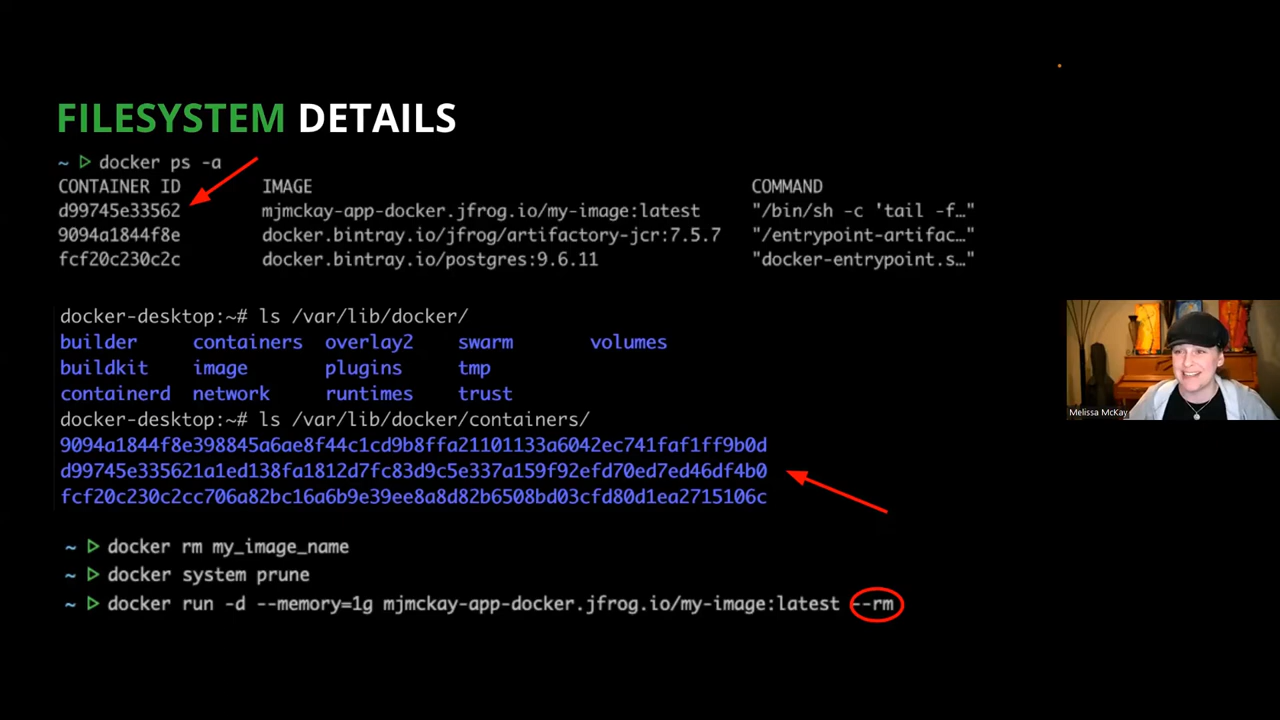 FILESYSTEM DETAILS
~ ▷ docker ps -a
CONTAINER ID IMAGE COMMAND
d99745e33562 mjmckay-app-docker.jfrog.io/my-image:latest "/bin/sh -c 'tail -f…"
9094a1844f8e docker.bintray.io/jfrog/artifactory-jcr:7.5.7 "/entrypoint-artifac…"
fcf20c230c2c docker.bintray.io/postgres:9.6.11 "docker-entrypoint.s…"
docker-desktop:~# ls /var/lib/docker/
builder containers overlay2 swarm volumes
buildkit image plugins tmp
containerd network runtimes trust
docker-desktop:~# ls /var/lib/docker/containers/
9094a1844f8e398845a6ae8f44c1cd9b8ffa21101133a6042ec741faf1ff9b0d
d99745e335621a1ed138fa1812d7fc83d9c5e337a159f92efd70ed7ed46df4b0
fcf20c230c2cc706a82bc16a6b9e39ee8a8d82b6508bd03cfd80d1ea2715106c
~ ▷ docker rm my_image_name
~ ▷ docker system prune
~ ▷ docker run -d --memory=1g mjmckay-app-docker.jfrog.io/my-image:latest --rm
Melissa McKay